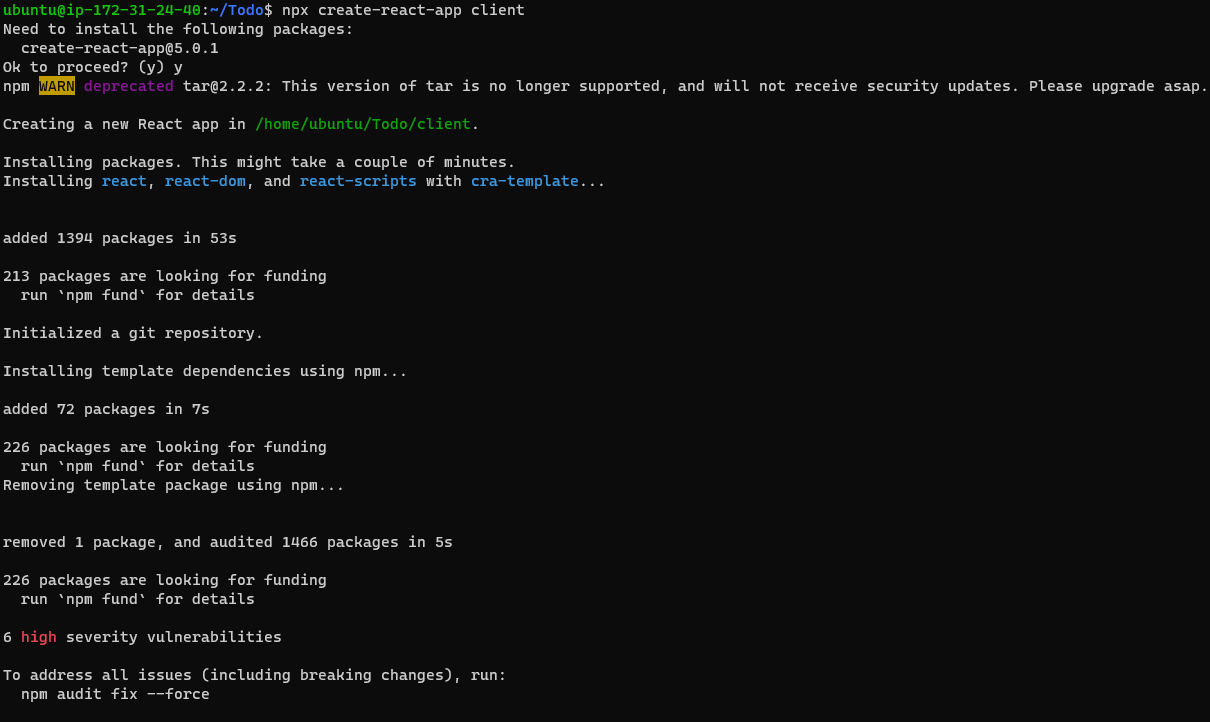 ubuntu@ip-172-31-24-40:~/Todo$ npx create-react-app client
Need to install the following packages:
  create-react-app@5.0.1
Ok to proceed? (y) y
npm WARN deprecated tar@2.2.2: This version of tar is no longer supported, and will not receive security updates. Please upgrade asap.
Creating a new React app in /home/ubuntu/Todo/client.
Installing packages. This might take a couple of minutes.
Installing react, react-dom, and react-scripts with cra-template...
added 1394 packages in 53s
213 packages are looking for funding
  run `npm fund` for details
Initialized a git repository.
Installing template dependencies using npm...
added 72 packages in 7s
226 packages are looking for funding
  run `npm fund` for details
Removing template package using npm...
removed 1 package, and audited 1466 packages in 5s
226 packages are looking for funding
  run `npm fund` for details
6 high severity vulnerabilities
To address all issues (including breaking changes), run:
  npm audit fix --force